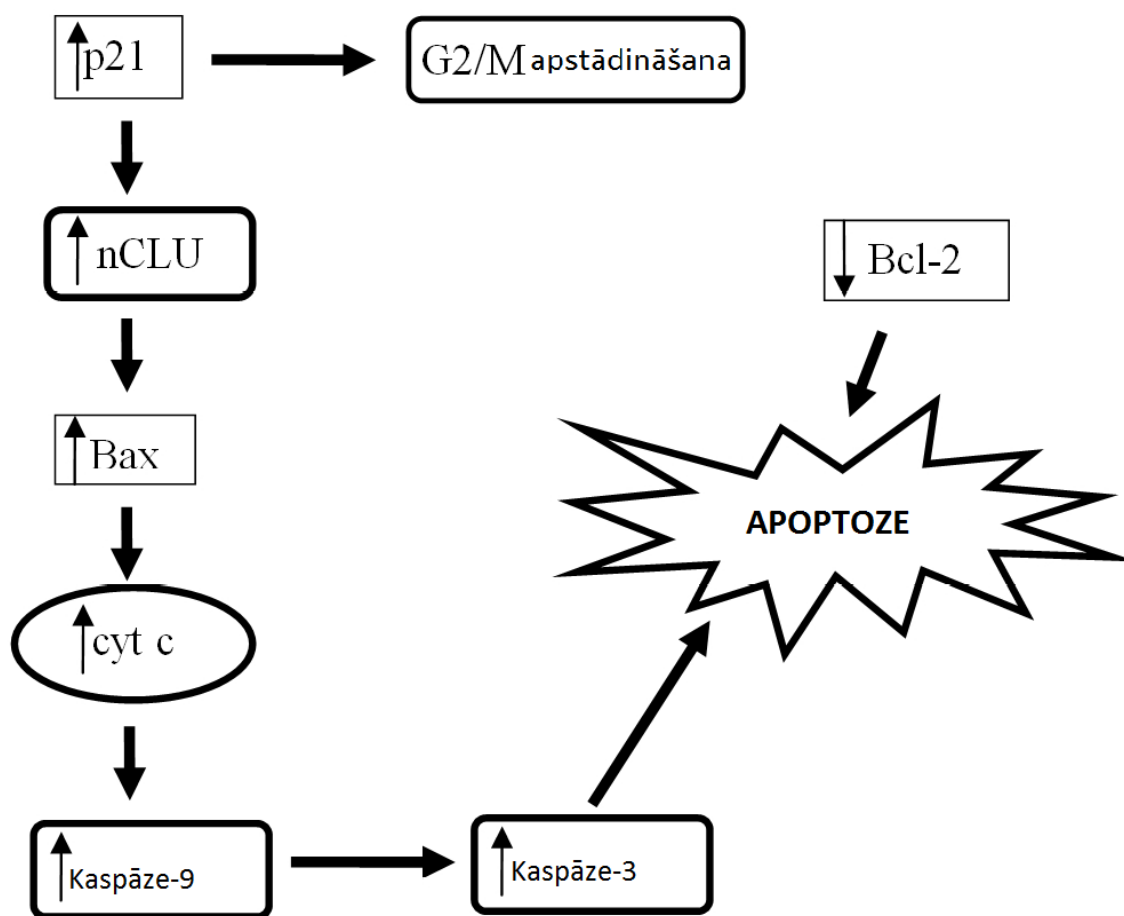 p21
G2/M apstādināšana
nCLU
Bcl-2
Bax
APOPTOZE
cyt c
Kaspāze-9
Kaspāze-3